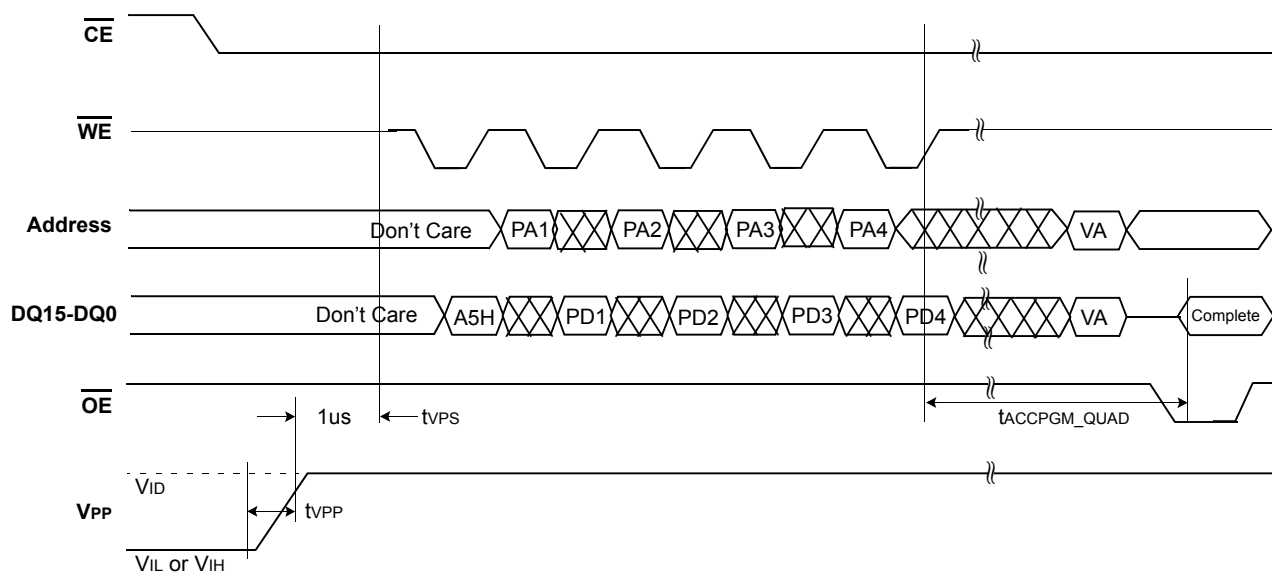 CE
WE
Address Don't Care PA1 PA2 PA3 PA4 VA
DQ15-DQ0 Don't Care A5H PD1 PD2 PD3 PD4 VA Complete
OE
1us tVPS tACCPGM_QUAD
VID
VPP tVPP
VIL or VIH